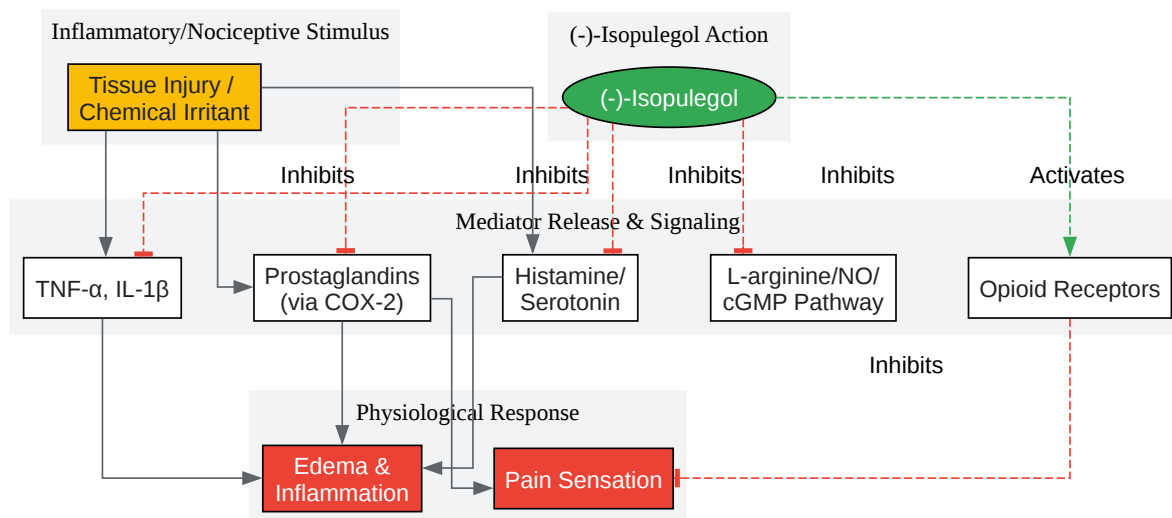 Inflammatory/Nociceptive Stimulus
(-)-Isopulegol Action
Tissue Injury /
Chemical Irritant
(-)-Isopulegol
Inhibits
Inhibits
Inhibits
Inhibits
Activates
Mediator Release & Signaling
TNF-α, IL-1β
Prostaglandins
(via COX-2)
Histamine/
Serotonin
L-arginine/NO/
cGMP Pathway
Opioid Receptors
Inhibits
Physiological Response
Edema &
Inflammation
Pain Sensation